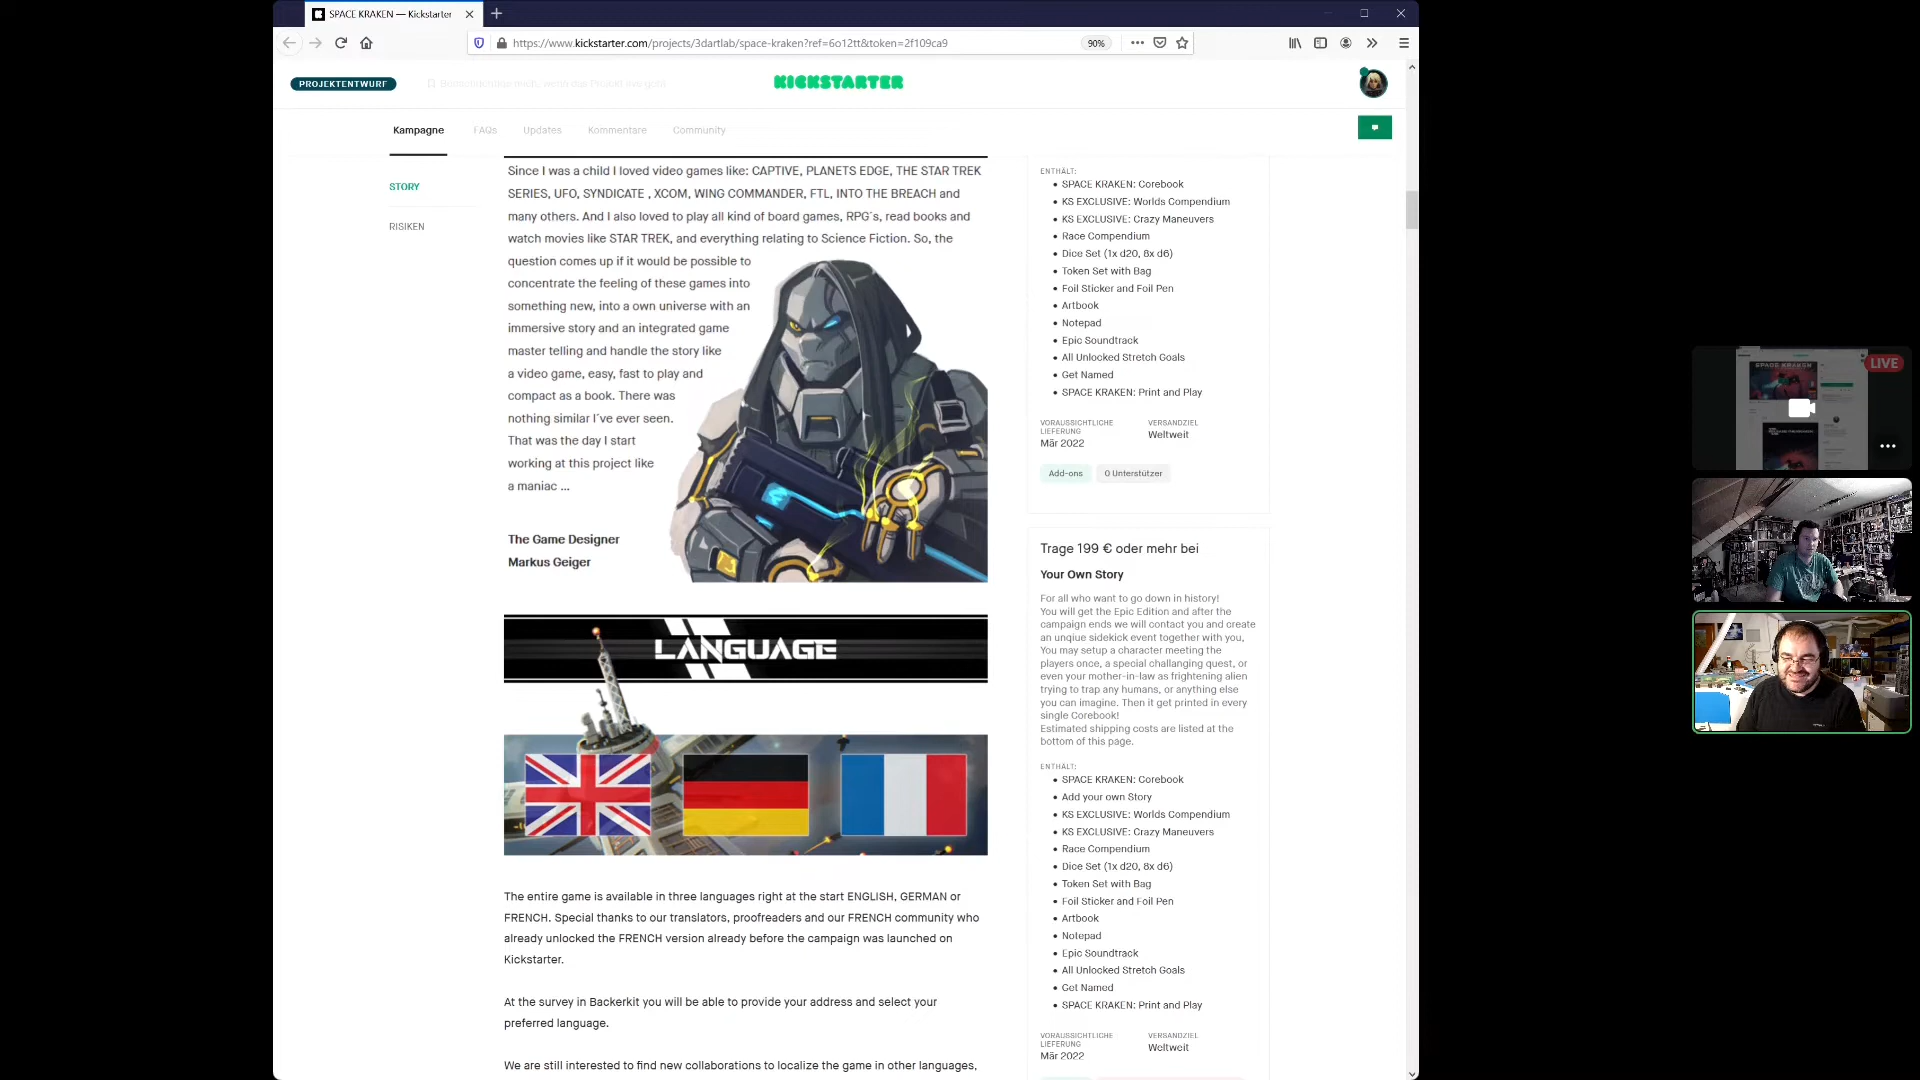 SPACE KRAKEN — Kickstarter
https://www.kickstarter.com/projects/3dartlab/space-kraken?ref=6o12tt&token=2f109ca9
90%
PROJEKTENTWURF
KICKSTARTER
Kampagne
FAQs
Updates
Kommentare
Community
STORY
RISIKEN
Since I was a child I loved video games like: CAPTIVE, PLANETS EDGE, THE STAR TREK
SERIES, UFO, SYNDICATE , XCOM, WING COMMANDER, FTL, INTO THE BREACH and
many others. And I also loved to play all kind of board games, RPG´s, read books and
watch movies like STAR TREK, and everything relating to Science Fiction. So, the
question comes up if it would be possible to
concentrate the feeling of these games into
something new, into a own universe with an
immersive story and an integrated game
master telling and handle the story like
a video game, easy, fast to play and
compact as a book. There was
nothing similar I´ve ever seen.
That was the day I start
working at this project like
a maniac ...
The Game Designer
Markus Geiger
LANGUAGE
The entire game is available in three languages right at the start ENGLISH, GERMAN or
FRENCH. Special thanks to our translators, proofreaders and our FRENCH community who
already unlocked the FRENCH version already before the campaign was launched on
Kickstarter.
At the survey in Backerkit you will be able to provide your address and select your
preferred language.
We are still interested to find new collaborations to localize the game in other languages,
ENTHÄLT:
SPACE KRAKEN: Corebook
KS EXCLUSIVE: Worlds Compendium
KS EXCLUSIVE: Crazy Maneuvers
Race Compendium
Dice Set (1x d20, 8x d6)
Token Set with Bag
Foil Sticker and Foil Pen
Artbook
Notepad
Epic Soundtrack
All Unlocked Stretch Goals
Get Named
SPACE KRAKEN: Print and Play
VORAUSSICHTLICHE
LIEFERUNG
Mär 2022
VERSANDZIEL
Weltweit
Add-ons
0 Unterstützer
Trage 199 € oder mehr bei
Your Own Story
For all who want to go down in history!
You will get the Epic Edition and after the
campaign ends we will contact you and create
an unqiue sidekick event together with you,
You may setup a character meeting the
players once, a special challanging quest, or
even your mother-in-law as frightening alien
trying to trap any humans, or anything else
you can imagine. Then it get printed in every
single Corebook!
Estimated shipping costs are listed at the
bottom of this page.
ENTHÄLT:
SPACE KRAKEN: Corebook
Add your own Story
KS EXCLUSIVE: Worlds Compendium
KS EXCLUSIVE: Crazy Maneuvers
Race Compendium
Dice Set (1x d20, 8x d6)
Token Set with Bag
Foil Sticker and Foil Pen
Artbook
Notepad
Epic Soundtrack
All Unlocked Stretch Goals
Get Named
SPACE KRAKEN: Print and Play
VORAUSSICHTLICHE
LIEFERUNG
Mär 2022
VERSANDZIEL
Weltweit
LIVE
SPACE KRAKEN